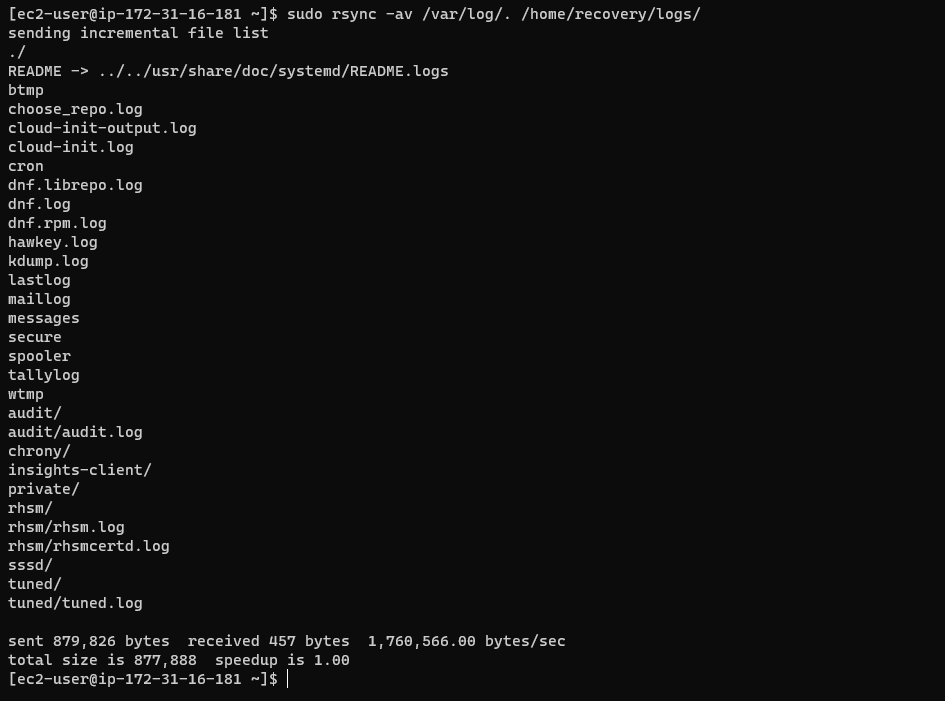 [ec2-user@ip-172-31-16-181 ~]$ sudo rsync -av /var/log/. /home/recovery/logs/
sending incremental file list
./
README -> ../../usr/share/doc/systemd/README.logs
btmp
choose_repo.log
cloud-init-output.log
cloud-init.log
cron
dnf.librepo.log
dnf.log
dnf.rpm.log
hawkey.log
kdump.log
lastlog
maillog
messages
secure
spooler
tallylog
wtmp
audit/
audit/audit.log
chrony/
insights-client/
private/
rhsm/
rhsm/rhsm.log
rhsm/rhsmcertd.log
sssd/
tuned/
tuned/tuned.log

sent 879,826 bytes  received 457 bytes  1,760,566.00 bytes/sec
total size is 877,888  speedup is 1.00
[ec2-user@ip-172-31-16-181 ~]$